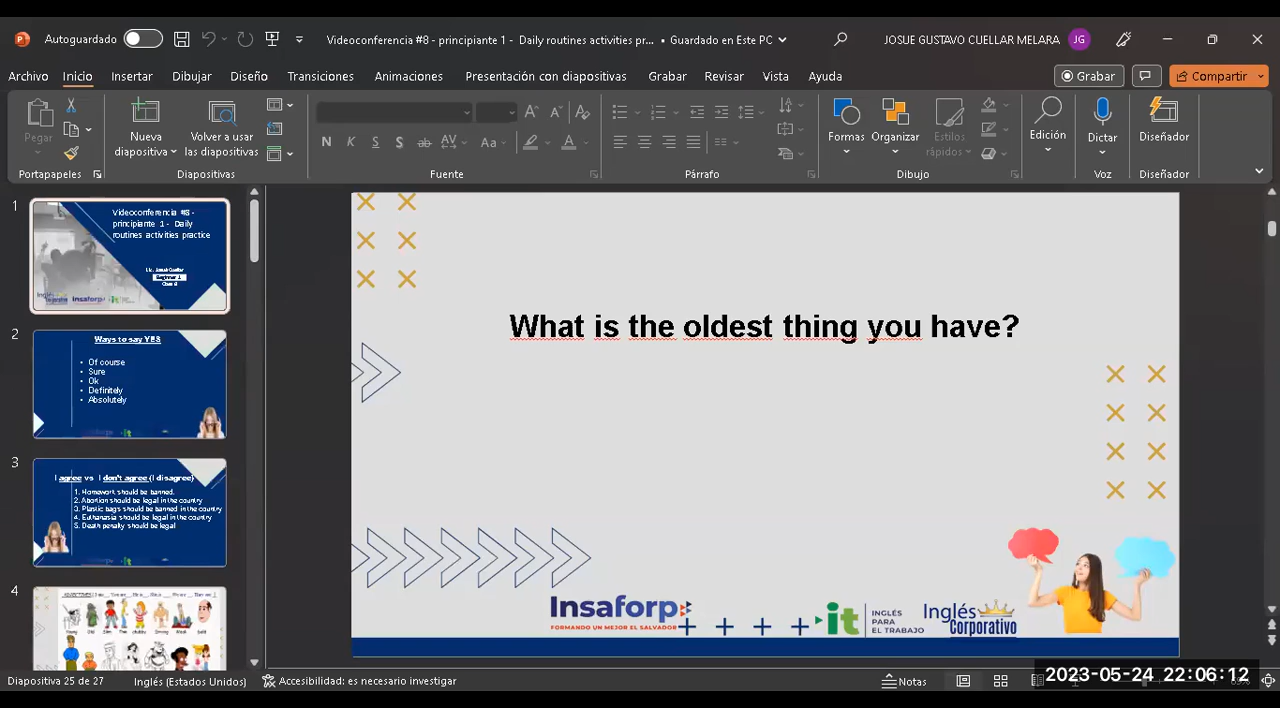 Autoguardado
Videoconferencia #8 - principiante 1 - Daily routines activities pr... • Guardado en Este PC
JOSUE GUSTAVO CUELLAR MELARA
JG
Archivo
Inicio
Insertar
Dibujar
Diseño
Transiciones
Animaciones
Presentación con diapositivas
Grabar
Revisar
Vista
Ayuda
Grabar
Compartir
Pegar
Nueva
diapositiva
Volver a usar
las diapositivas
Formas
Organizar
Estilos
rápidos
Edición
Dictar
Diseñador
Portapapeles
Diapositivas
Fuente
Párrafo
Dibujo
Voz
Diseñador
1
Videoconferencia #8 -
principiante 1 - Daily
routines activities practice
Lic. Josué Cuellar
Beginner 1
Class 8
2
Ways to say YES
• Of course
• Sure
• Ok
• Definitely
• Absolutely
3
I agree vs I don't agree (I disagree)
1. Homework should be banned.
2. Abortion should be legal in the country
3. Plastic bags should be banned in the country
4. Euthanasia should be legal in the country
5. Death penalty should be legal
4
What is the oldest thing you have?
Insaforp
FORMANDO UN MEJOR EL SALVADOR
it
INGLÉS
PARA
EL TRABAJO
Inglés
Corporativo
Diapositiva 25 de 27
Inglés (Estados Unidos)
Accesibilidad: es necesario investigar
Notas
2023-05-24 22:06:12